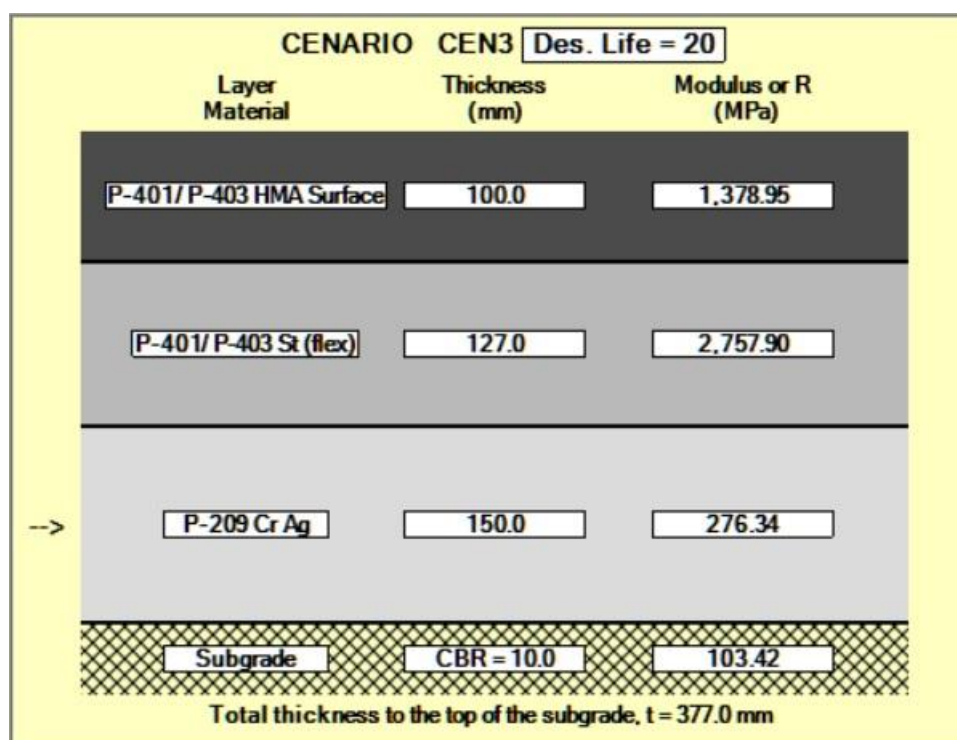 CENARIO CEN3 Des. Life = 20
Layer Material Thickness (mm) Modulus or R (MPa)
P-401/ P-403 HMA Surface 100.0 1,378.95
P-401/ P-403 St (flex) 127.0 2,757.90
--> P-209 Cr Ag 150.0 276.34
Subgrade CBR = 10.0 103.42
Total thickness to the top of the subgrade, t = 377.0 mm